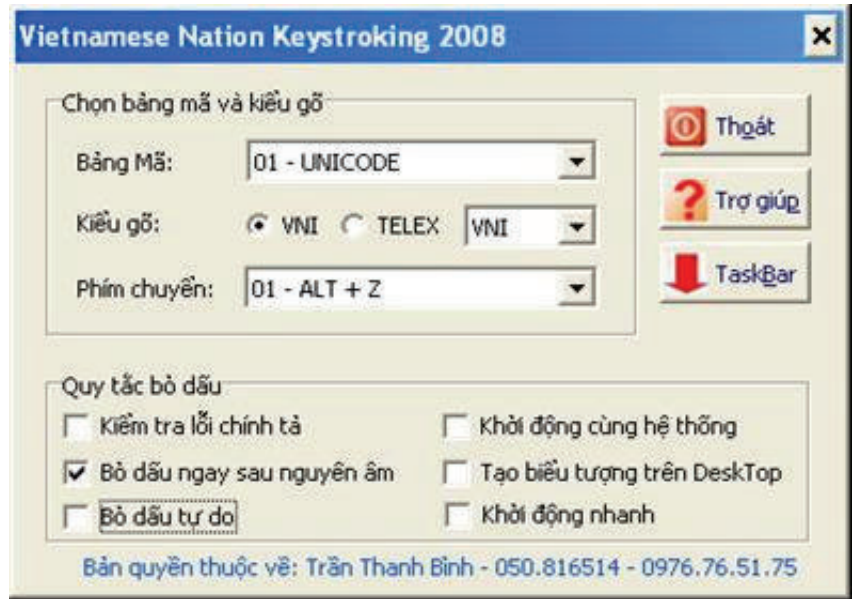 Vietnamese Nation Keystroking 2008
Chọn bảng mã và kiểu gõ
Bảng Mã: 01 - UNICODE
Kiểu gõ: VNI TELEX VNI
Phím chuyển: 01 - ALT + Z
Thoát
Trợ giúp
TaskBar
Quy tắc bỏ dấu
Kiểm tra lỗi chính tả
Bỏ dấu ngay sau nguyên âm
Bỏ dấu tự do
Khởi động cùng hệ thống
Tạo biểu tượng trên DeskTop
Khởi động nhanh
Bản quyền thuộc về: Trần Thanh Bình - 050.816514 - 0976.76.51.75